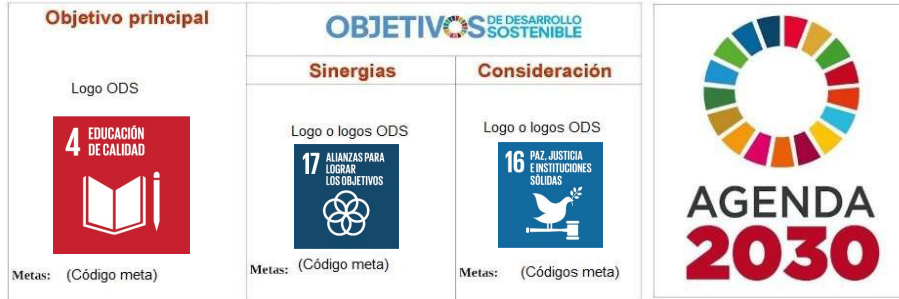 Objetivo principal
Logo ODS
4 EDUCACIÓN
DE CALIDAD
Metas: (Código meta)
OBJETIVOS DE DESARROLLO
SOSTENIBLE
Sinergias
Logo o logos ODS
17 ALIANZAS PARA
LOGRAR
LOS OBJETIVOS
Metas: (Código meta)
Consideración
Logo o logos ODS
16 PAZ, JUSTICIA
E INSTITUCIONES
SÓLIDAS
Metas: (Códigos meta)
AGENDA
2030